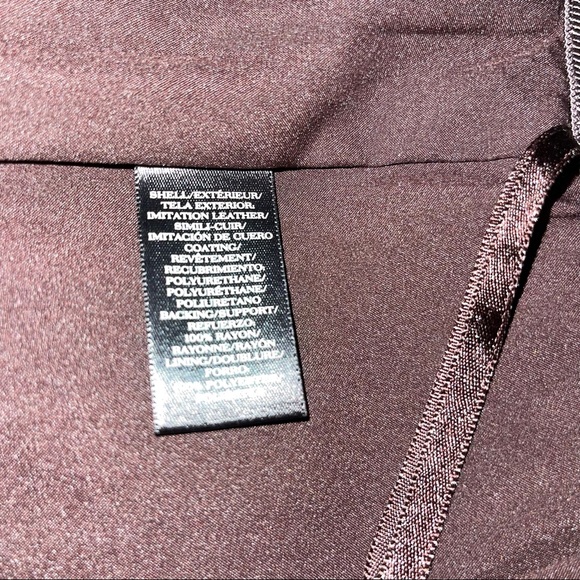 SHELL/EXTÉRIEUR/
TELA EXTERIOR:
IMITATION LEATHER/
SIMILI-CUIR/
IMITACIÓN DE CUERO
COATING/
REVÊTEMENT/
RECUBRIMIENTO:
POLYURETHANE/
POLYURÉTHANE/
POLIURETANO
BACKING/SUPPORT/
REFUERZO:
100% RAYON/
RAYONNE/RAYÓN
LINING/DOUBLURE/
FORRO: